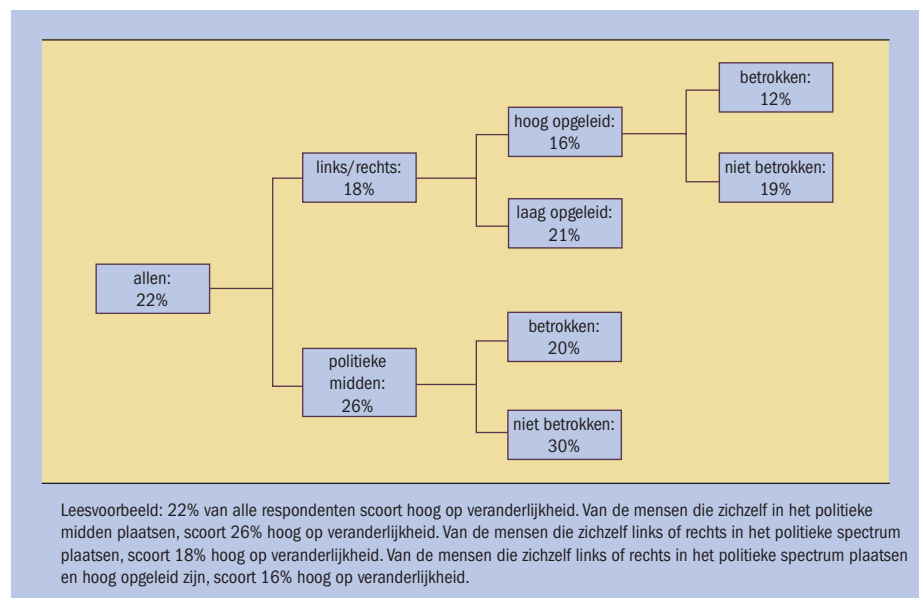 allen:
22%
links/rechts:
18%
hoog opgeleid:
16%
betrokken:
12%
niet betrokken:
19%
laag opgeleid:
21%
politieke
midden:
26%
betrokken:
20%
niet betrokken:
30%
Leesvoorbeeld: 22% van alle respondenten scoort hoog op veranderlijkheid. Van de mensen die zichzelf in het politieke
midden plaatsen, scoort 26% hoog op veranderlijkheid. Van de mensen die zichzelf links of rechts in het politieke spectrum
plaatsen, scoort 18% hoog op veranderlijkheid. Van de mensen die zichzelf links of rechts in het politieke spectrum plaatsen
en hoog opgeleid zijn, scoort 16% hoog op veranderlijkheid.